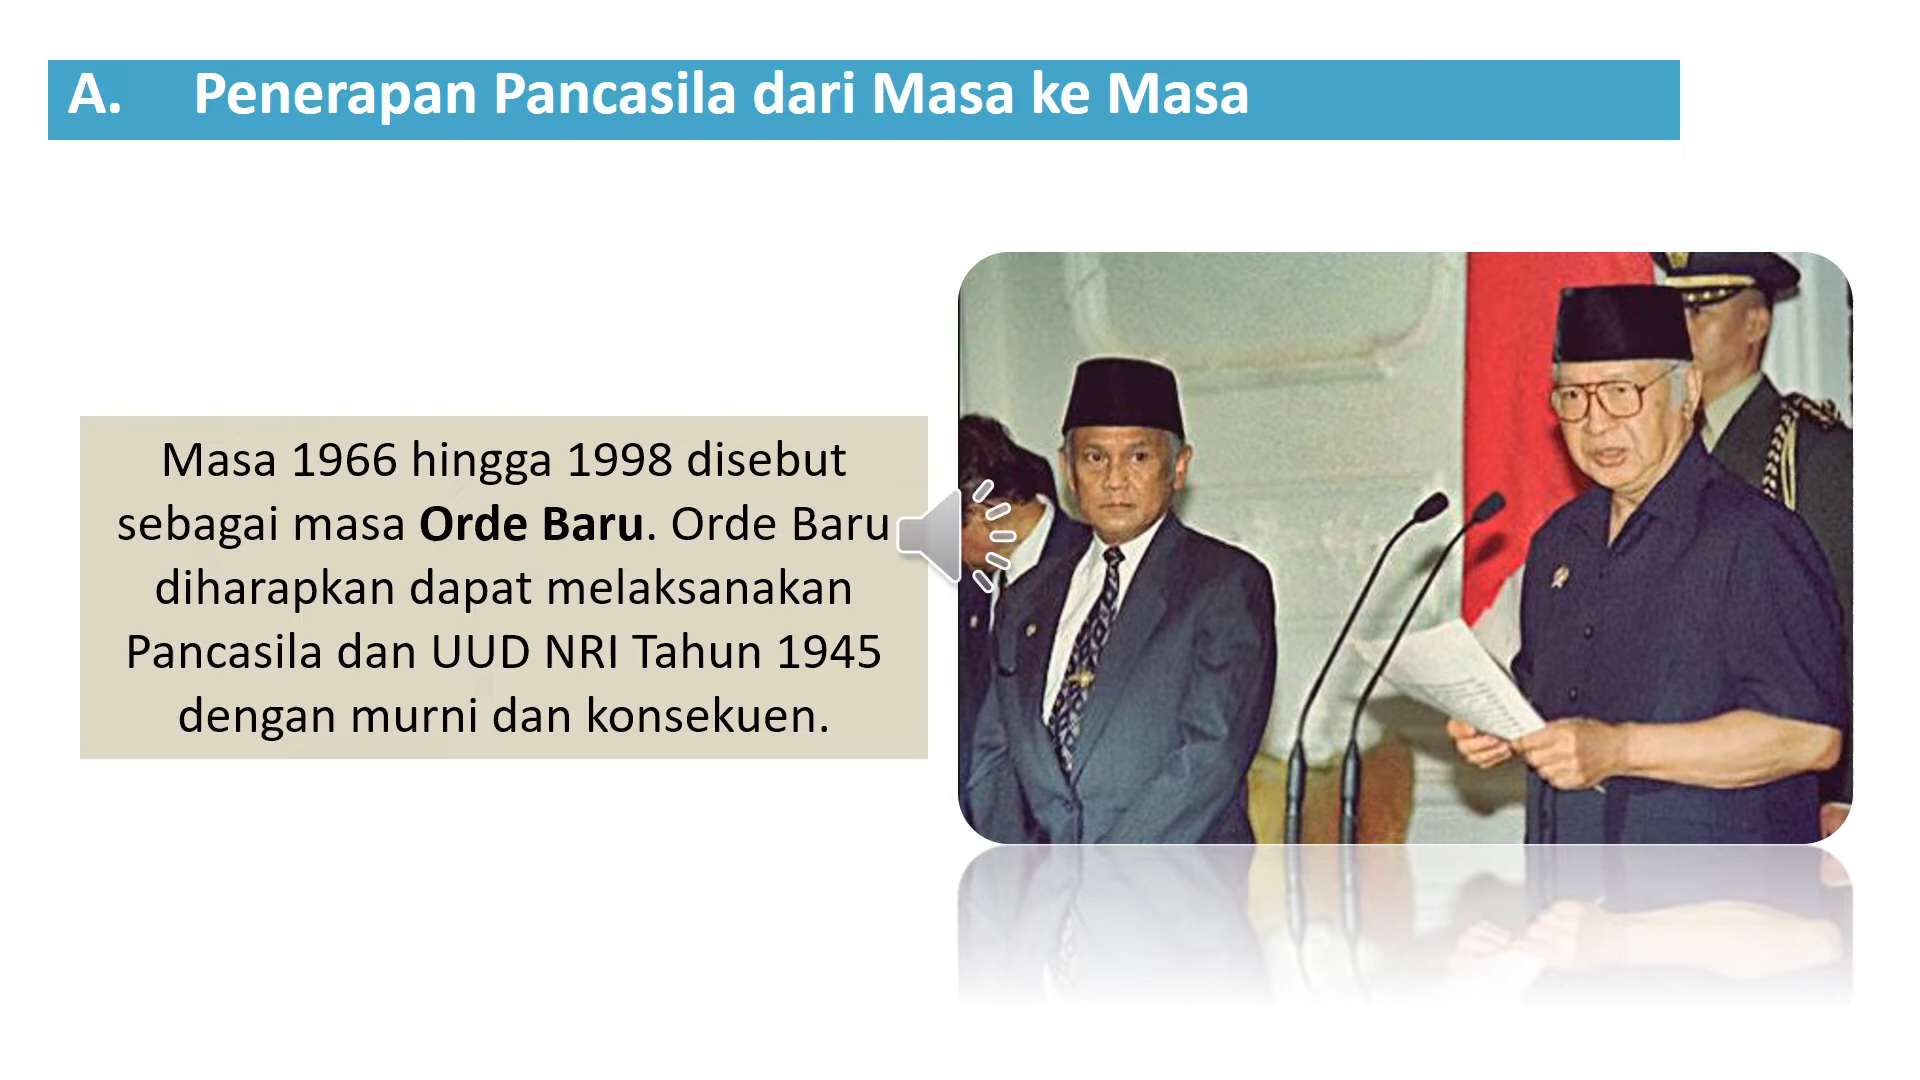 A. Penerapan Pancasila dari Masa ke Masa
Masa 1966 hingga 1998 disebut
sebagai masa Orde Baru. Orde Baru
diharapkan dapat melaksanakan
Pancasila dan UUD NRI Tahun 1945
dengan murni dan konsekuen.